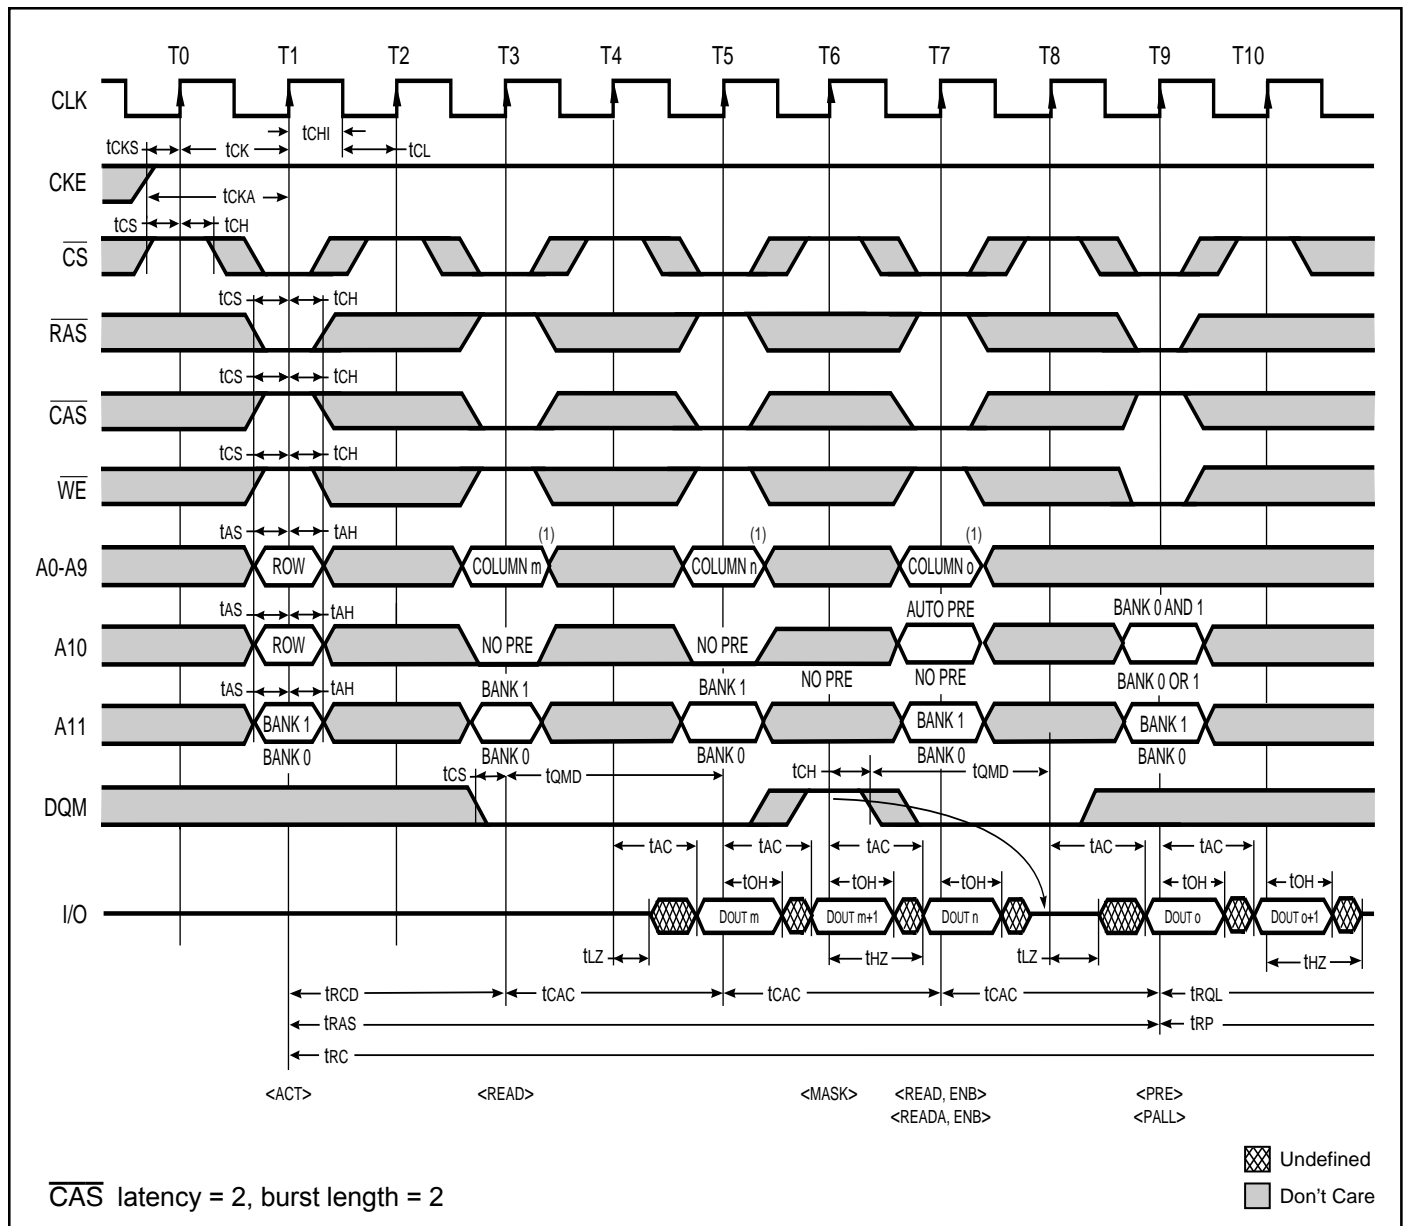 T0 T1 T2 T3 T4 T5 T6 T7 T8 T9 T10
CLK
tCHI
tCKS tCK tCL
CKE
tCKA
tCS tCH
CS
tCS tCH
RAS
tCS tCH
CAS
tCS tCH
WE
tAS tAH (1) (1) (1)
A0-A9 ROW COLUMN m COLUMN n COLUMN o
tAS tAH AUTO PRE BANK 0 AND 1
A10 ROW NO PRE NO PRE
NO PRE NO PRE BANK 0 OR 1
tAS tAH BANK 1 BANK 1
A11 BANK 1 BANK 1 BANK 1
BANK 0 BANK 0 BANK 0 BANK 0 BANK 0
tCS tQMD tCH tQMD
DQM
tAC tAC tAC tAC tAC
tOH tOH tOH tOH tOH
I/O DOUT m DOUT m+1 DOUT n DOUT o DOUT o+1
tLZ tHZ tLZ tHZ
tRCD tCAC tCAC tCAC tRQL
tRAS tRP
tRC
<ACT> <READ> <MASK> <READ, ENB> <PRE>
<READA, ENB> <PALL>
Undefined
CAS latency = 2, burst length = 2
Don't Care